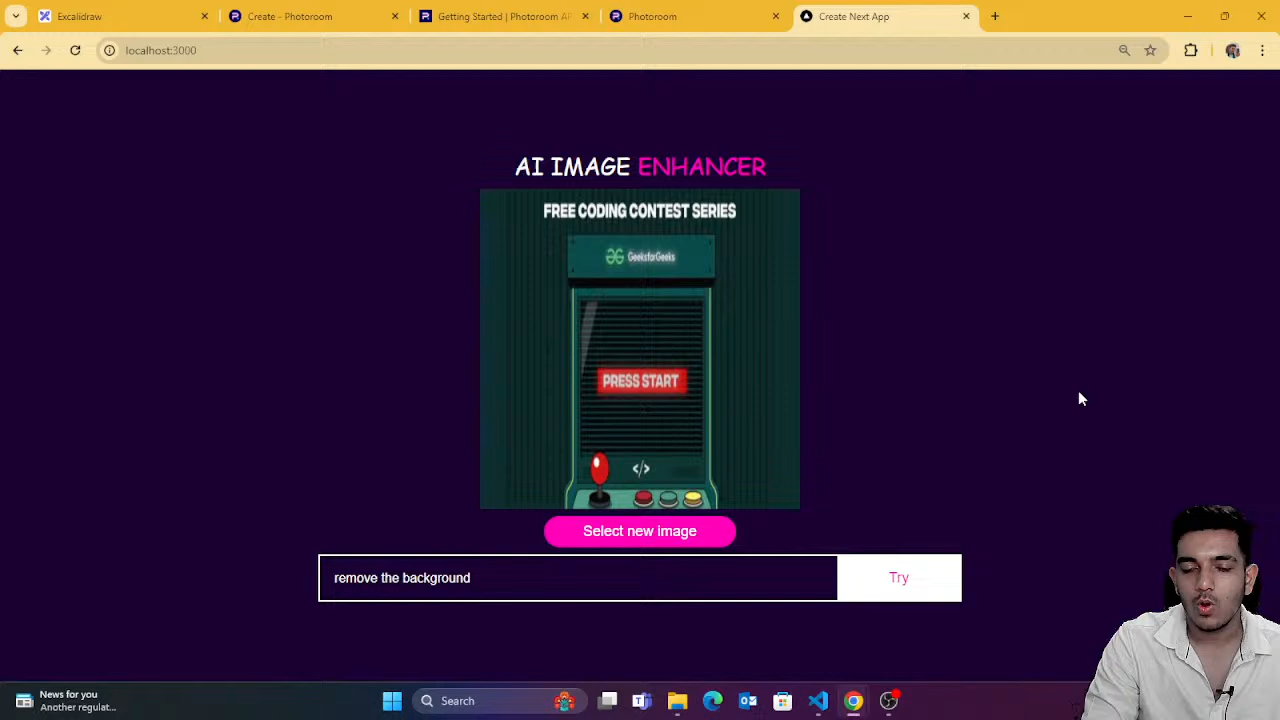 Excalidraw
Create - Photoroom
Getting Started | Photoroom AP
Photoroom
Create Next App
localhost:3000
AI IMAGE ENHANCER
FREE CODING CONTEST SERIES
GeeksforGeeks
PRESS START
</>
Select new image
remove the background
Try
News for you
Another regulat...
Search